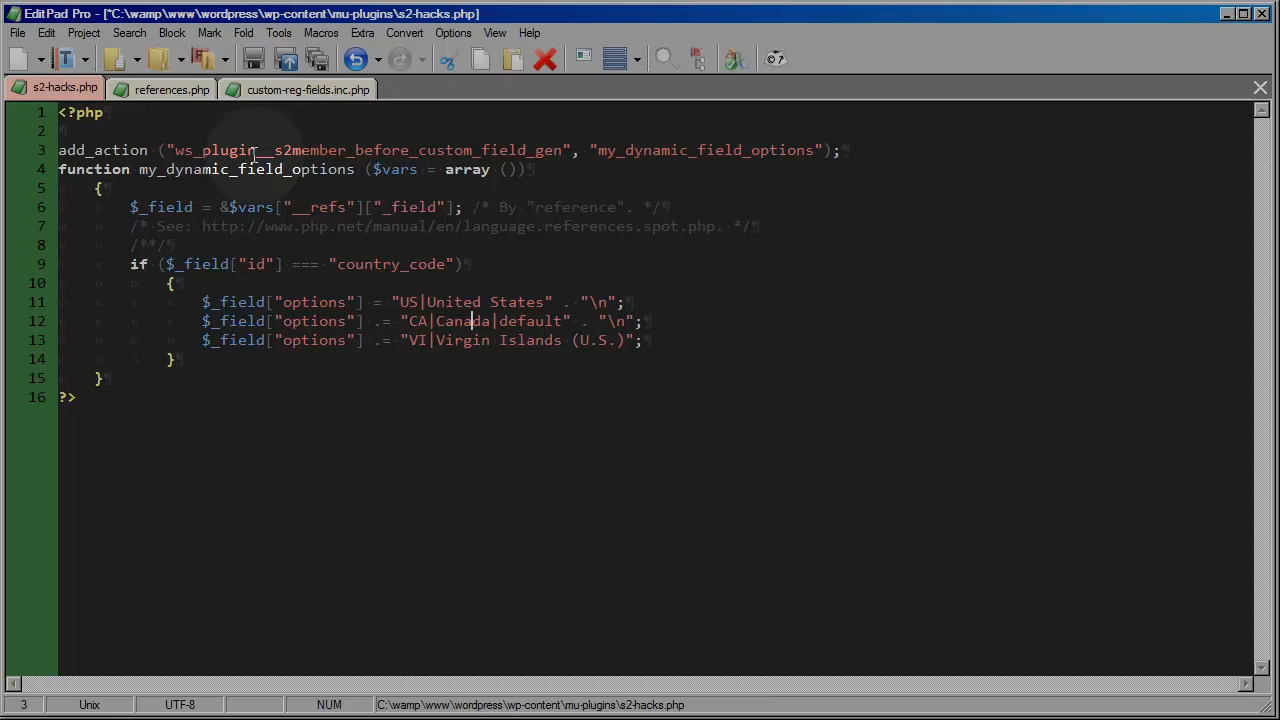 EditPad Pro - [*C:\wamp\www\wordpress\wp-content\mu-plugins\s2-hacks.php]
File Edit Project Search Block Mark Fold Tools Macros Extra Convert Options View Help
s2-hacks.php references.php custom-reg-fields.inc.php
1 <?php
2
3 add_action ("ws_plugin__s2member_before_custom_field_gen", "my_dynamic_field_options");
4 function my_dynamic_field_options ($vars = array ())
5 {
6 $_field = &$vars["__refs"]["_field"]; /* By "reference". */
7 /* See: http://www.php.net/manual/en/language.references.spot.php. */
8 /**/
9 if ($_field["id"] === "country_code")
10 {
11 $_field["options"] = "US|United States" . "\n";
12 $_field["options"] .= "CA|Canada|default" . "\n";
13 $_field["options"] .= "VI|Virgin Islands (U.S.)";
14 }
15 }
16 ?>
3 Unix UTF-8 NUM C:\wamp\www\wordpress\wp-content\mu-plugins\s2-hacks.php